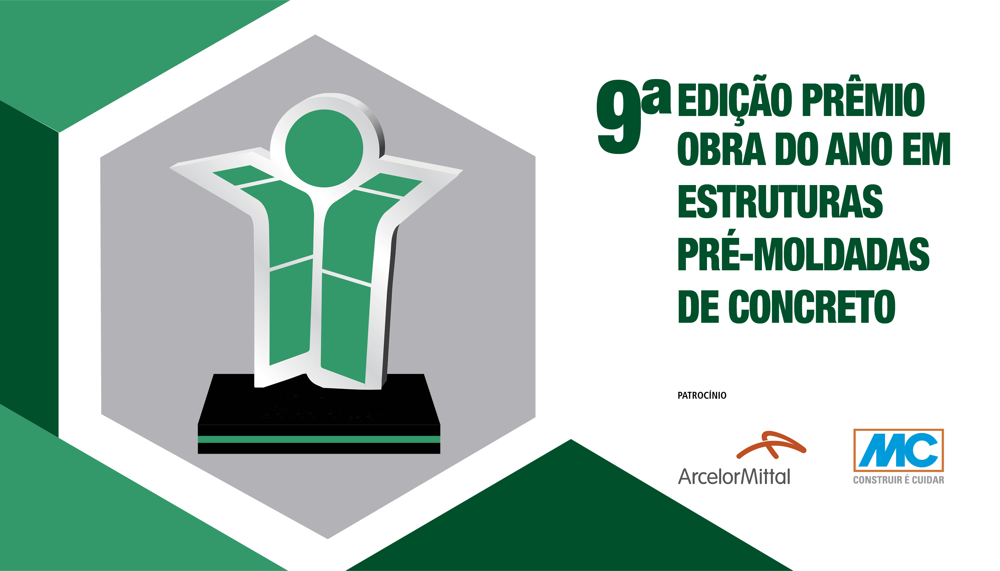 9ª EDIÇÃO PRÊMIO
OBRA DO ANO EM
ESTRUTURAS
PRÉ-MOLDADAS
DE CONCRETO
PATROCÍNIO
ArcelorMittal
MC
CONSTRUIR É CUIDAR